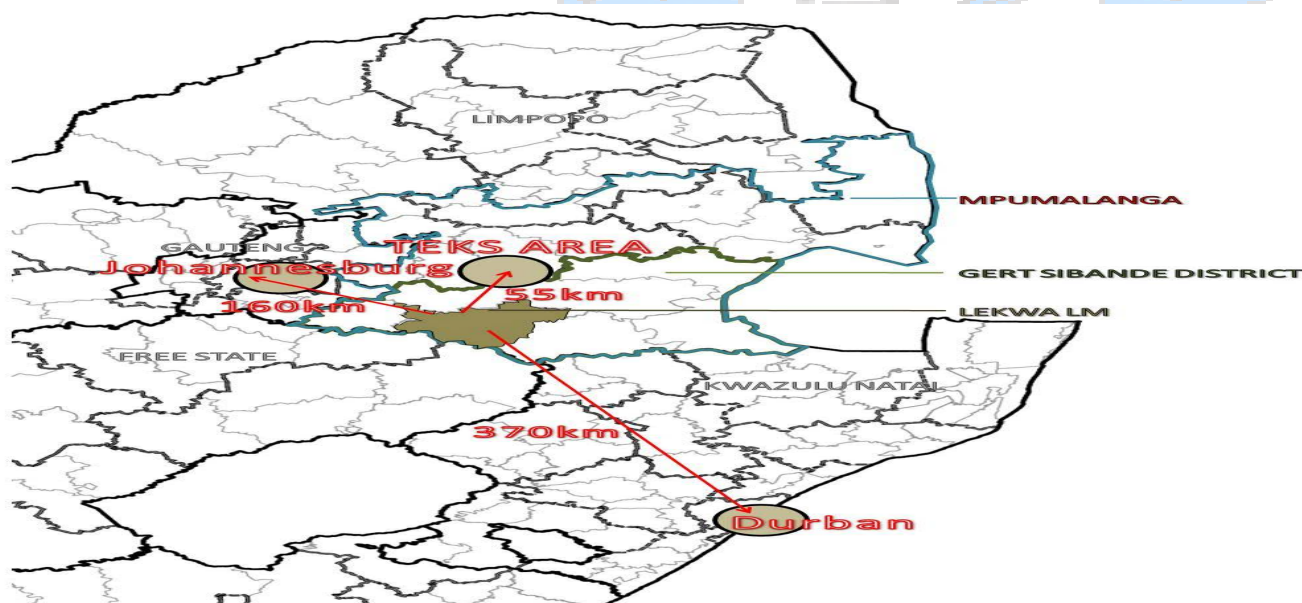 LIMPOPO
MPUMALANGA
GAUTENG
TEKS AREA
Johannesburg
GERT SIBANDE DISTRICT
55km
160km
LEKWA LM
FREE STATE
KWAZULU NATAL
370km
Durban